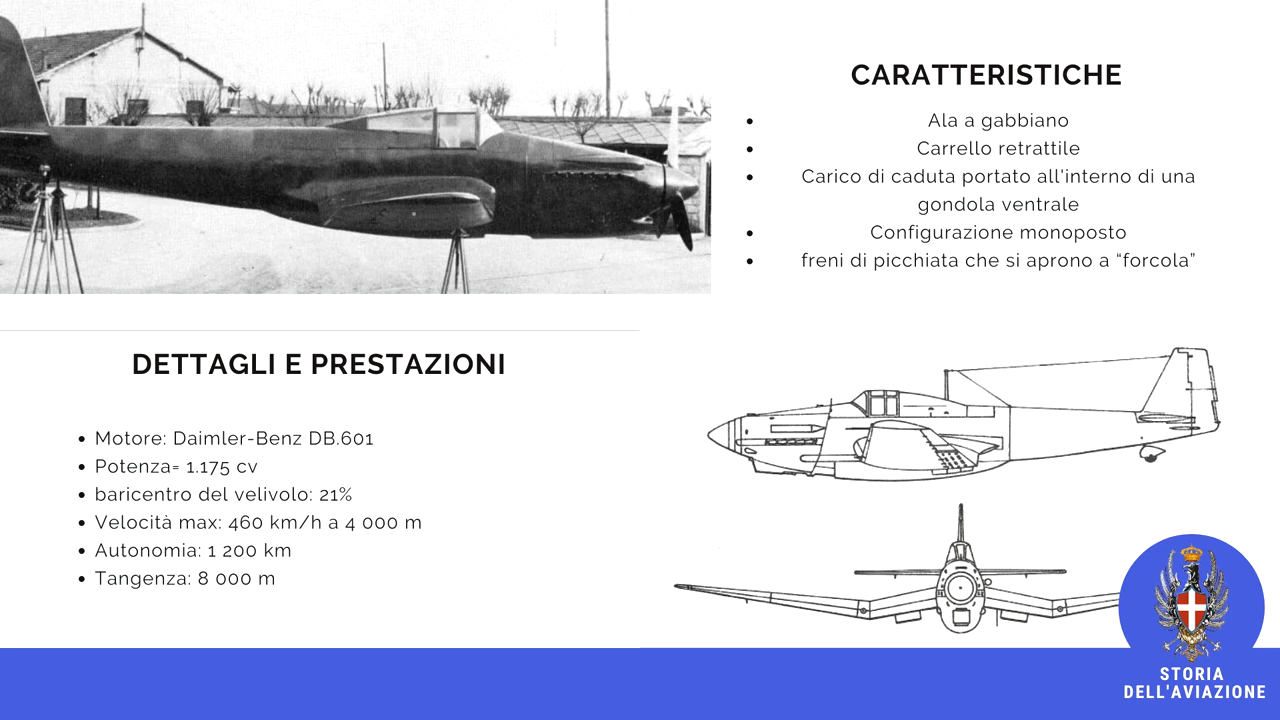 CARATTERISTICHE
• Ala a gabbiano
• Carrello retrattile
• Carico di caduta portato all'interno di una
gondola ventrale
• Configurazione monoposto
• freni di picchiata che si aprono a “forcola”
DETTAGLI E PRESTAZIONI
• Motore: Daimler-Benz DB.601
• Potenza= 1.175 cv
• baricentro del velivolo: 21%
• Velocità max: 460 km/h a 4 000 m
• Autonomia: 1 200 km
• Tangenza: 8 000 m
STORIA
DELL'AVIAZIONE